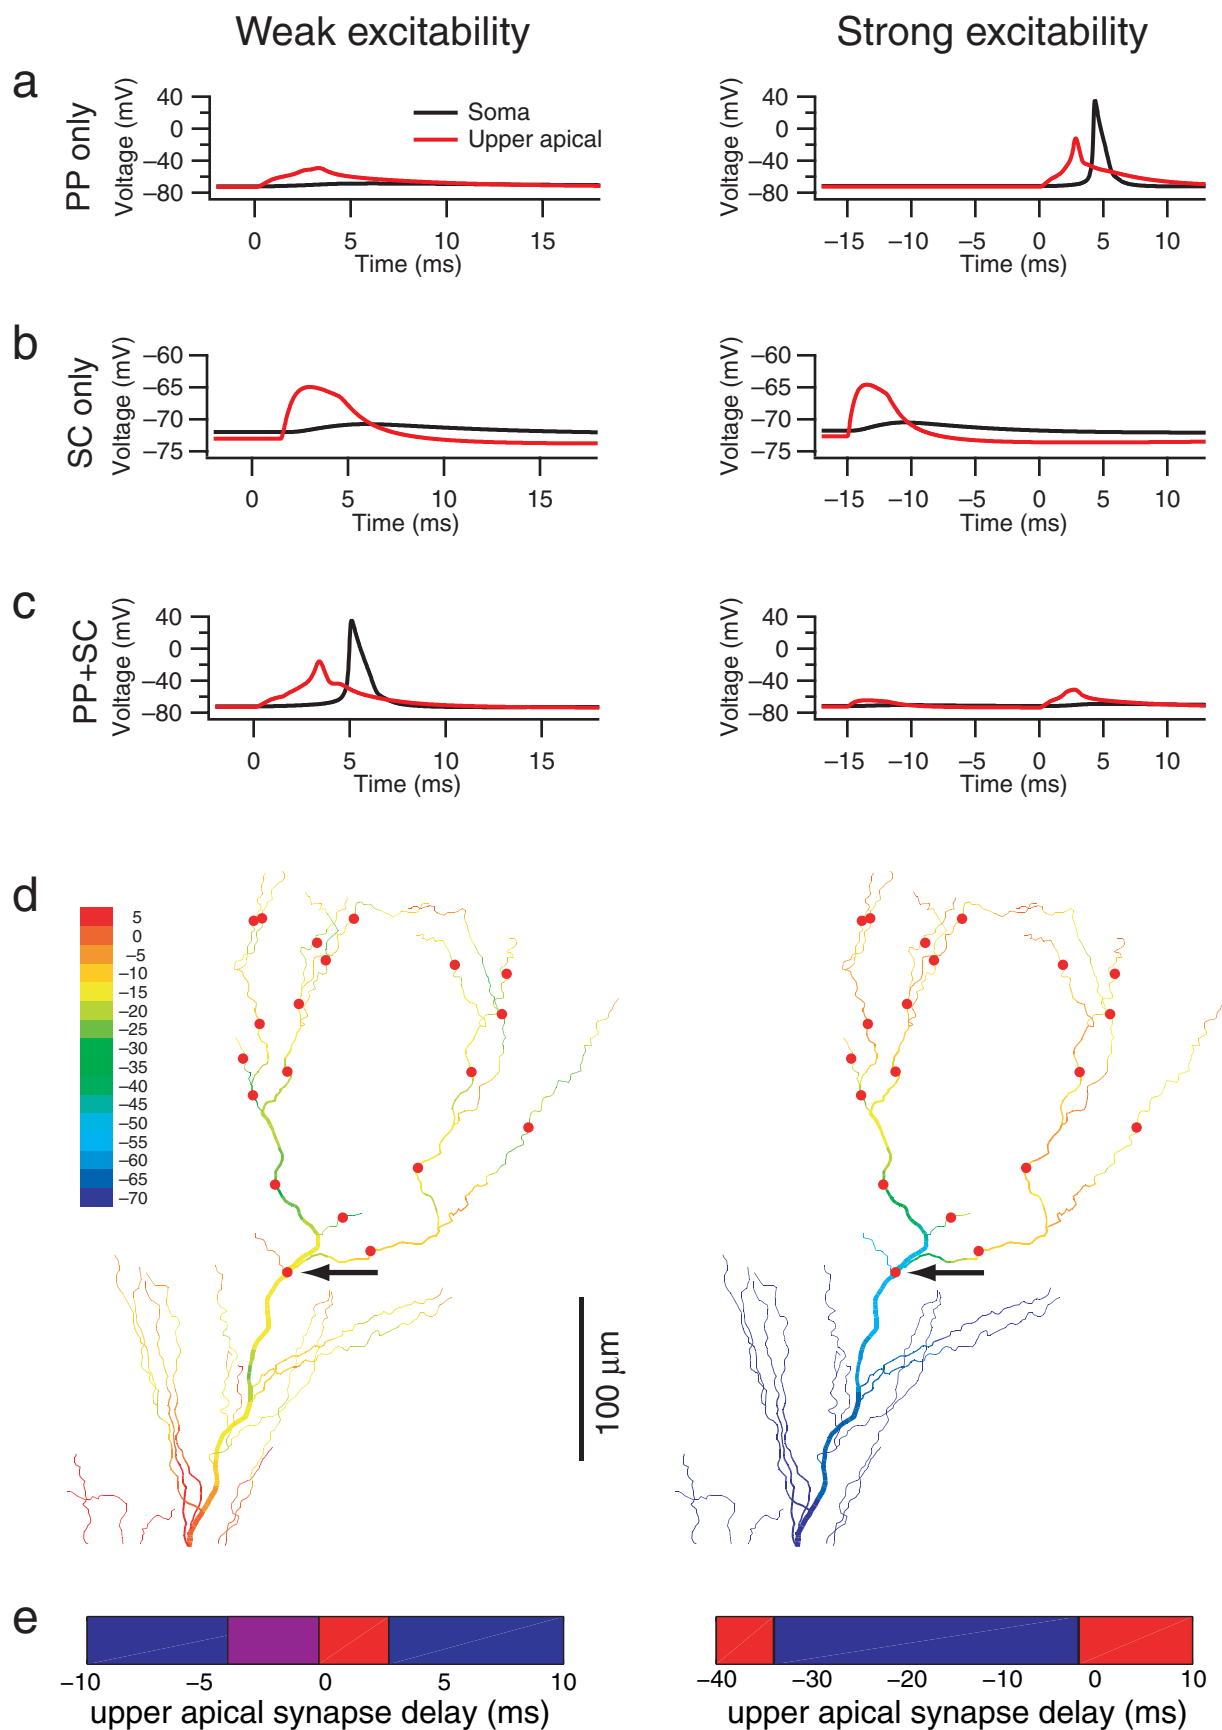 Weak excitability
Strong excitability
a
PP only
Voltage (mV)
40
0
−40
−80
Soma
Upper apical
0 5 10 15
Time (ms)
Voltage (mV)
40
0
−40
−80
−15 −10 −5 0 5 10
Time (ms)
b
SC only
Voltage (mV)
−60
−65
−70
−75
0 5 10 15
Time (ms)
Voltage (mV)
−60
−65
−70
−75
−15 −10 −5 0 5 10
Time (ms)
c
PP+SC
Voltage (mV)
40
0
−40
−80
0 5 10 15
Time (ms)
Voltage (mV)
40
0
−40
−80
−15 −10 −5 0 5 10
Time (ms)
d
5
0
−5
−10
−15
−20
−25
−30
−35
−40
−45
−50
−55
−60
−65
−70
100 μm
e
−10 −5 0 5 10
upper apical synapse delay (ms)
−40 −30 −20 −10 0 10
upper apical synapse delay (ms)